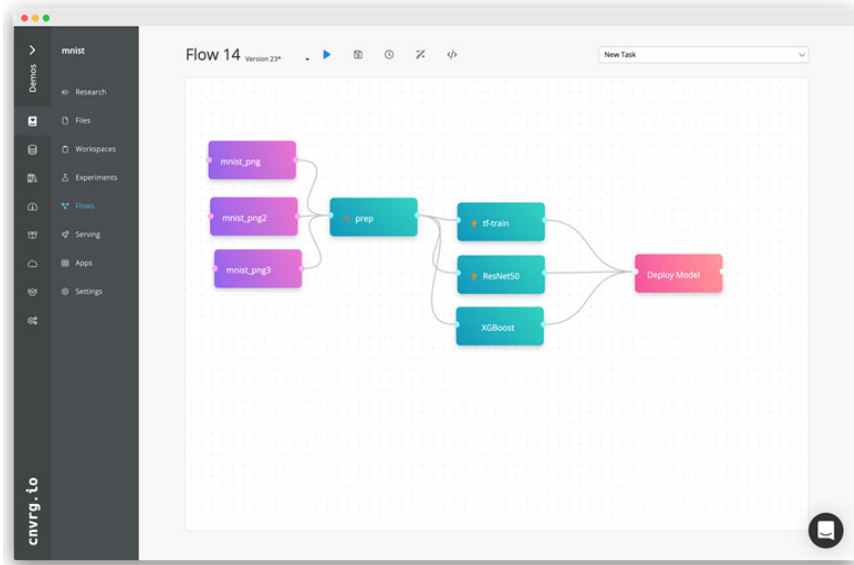 mnist
Demos
Research
Files
Workspaces
Experiments
Flows
Serving
Apps
Settings
cnvrg.io
Flow 14 Version 23*
</>
New Task
mnist_png
mnist_png2
mnist_png3
prep
tf-train
ResNet50
XGBoost
Deploy Model